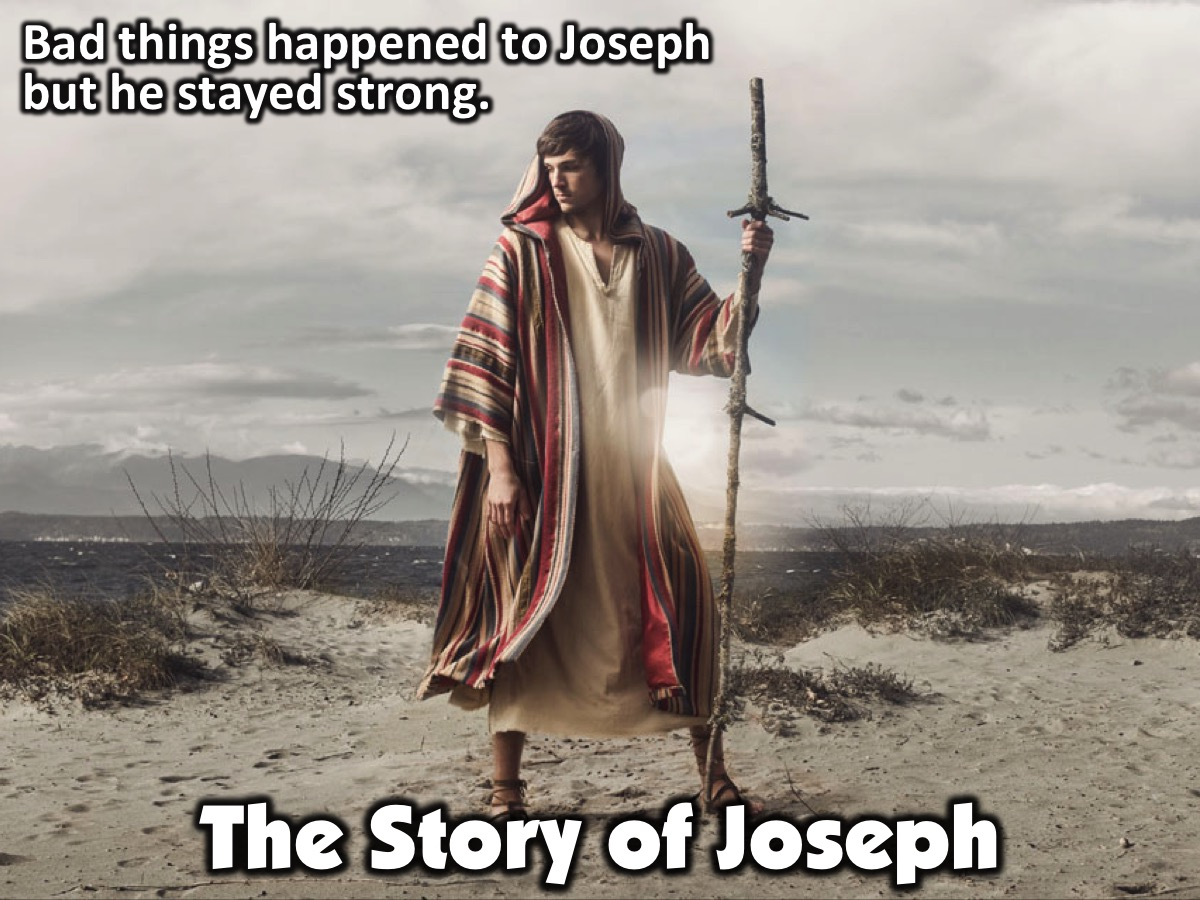 Bad things happened to Joseph
but he stayed strong.
The Story of Joseph